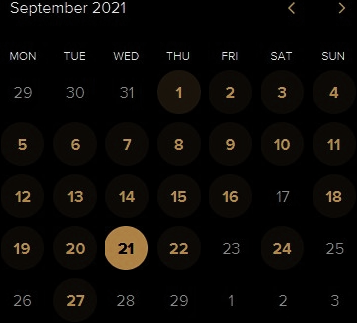 September 2021
MON TUE WED THU FRI SAT SUN
29 30 31 1 2 3 4
5 6 7 8 9 10 11
12 13 14 15 16 17 18
19 20 21 22 23 24 25
26 27 28 29 1 2 3